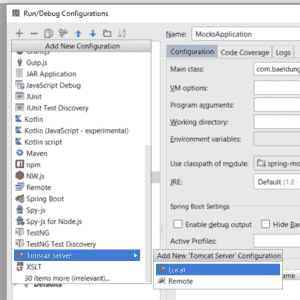 Run/Debug Configurations
Name: MocksApplication
Add New Configuration
Gulp.js
JAR Application
JavaScript Debug
JUnit
JUnit Test Discovery
Kotlin
Kotlin (JavaScript - experimental)
Kotlin script
Maven
npm
NW.js
Remote
Spring Boot
Spy-js
Spy-js for Node.js
TestNG
TestNG Test Discovery
Tomcat Server
XSLT
30 items more (irrelevant)...
Defaults
Configuration
Code Coverage
Logs
Main class: com.baeldung
VM options:
Program arguments:
Working directory:
Environment variables:
Use classpath of module: spring-mo
JRE: Default (1.8 -
Spring Boot Settings
Enable debug output
Hide Ban
Active Profiles:
Add New 'Tomcat Server' Configuration
Local
Remote